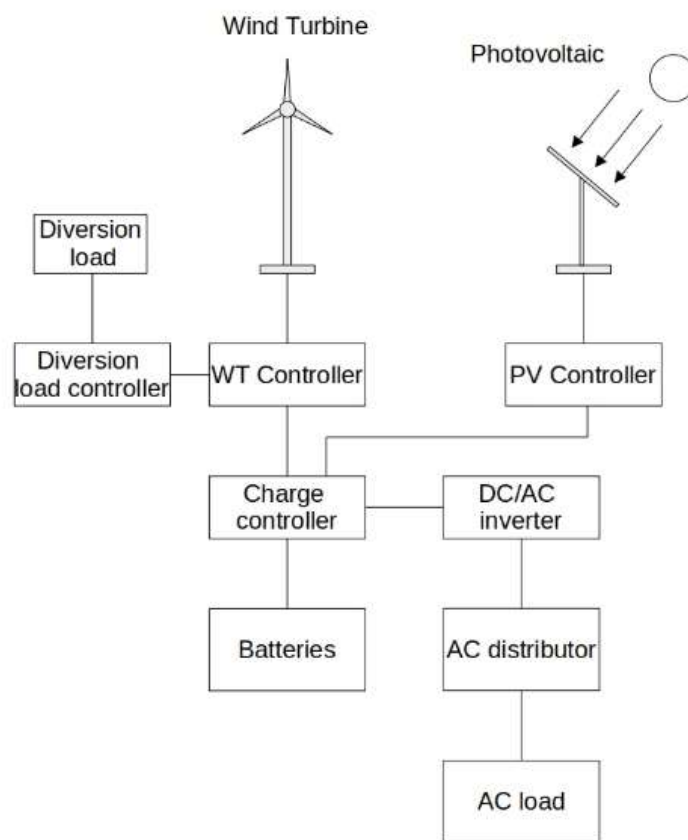 Wind Turbine
Photovoltaic
Diversion
load
Diversion
load controller
WT Controller
PV Controller
Charge
controller
DC/AC
inverter
Batteries
AC distributor
AC load